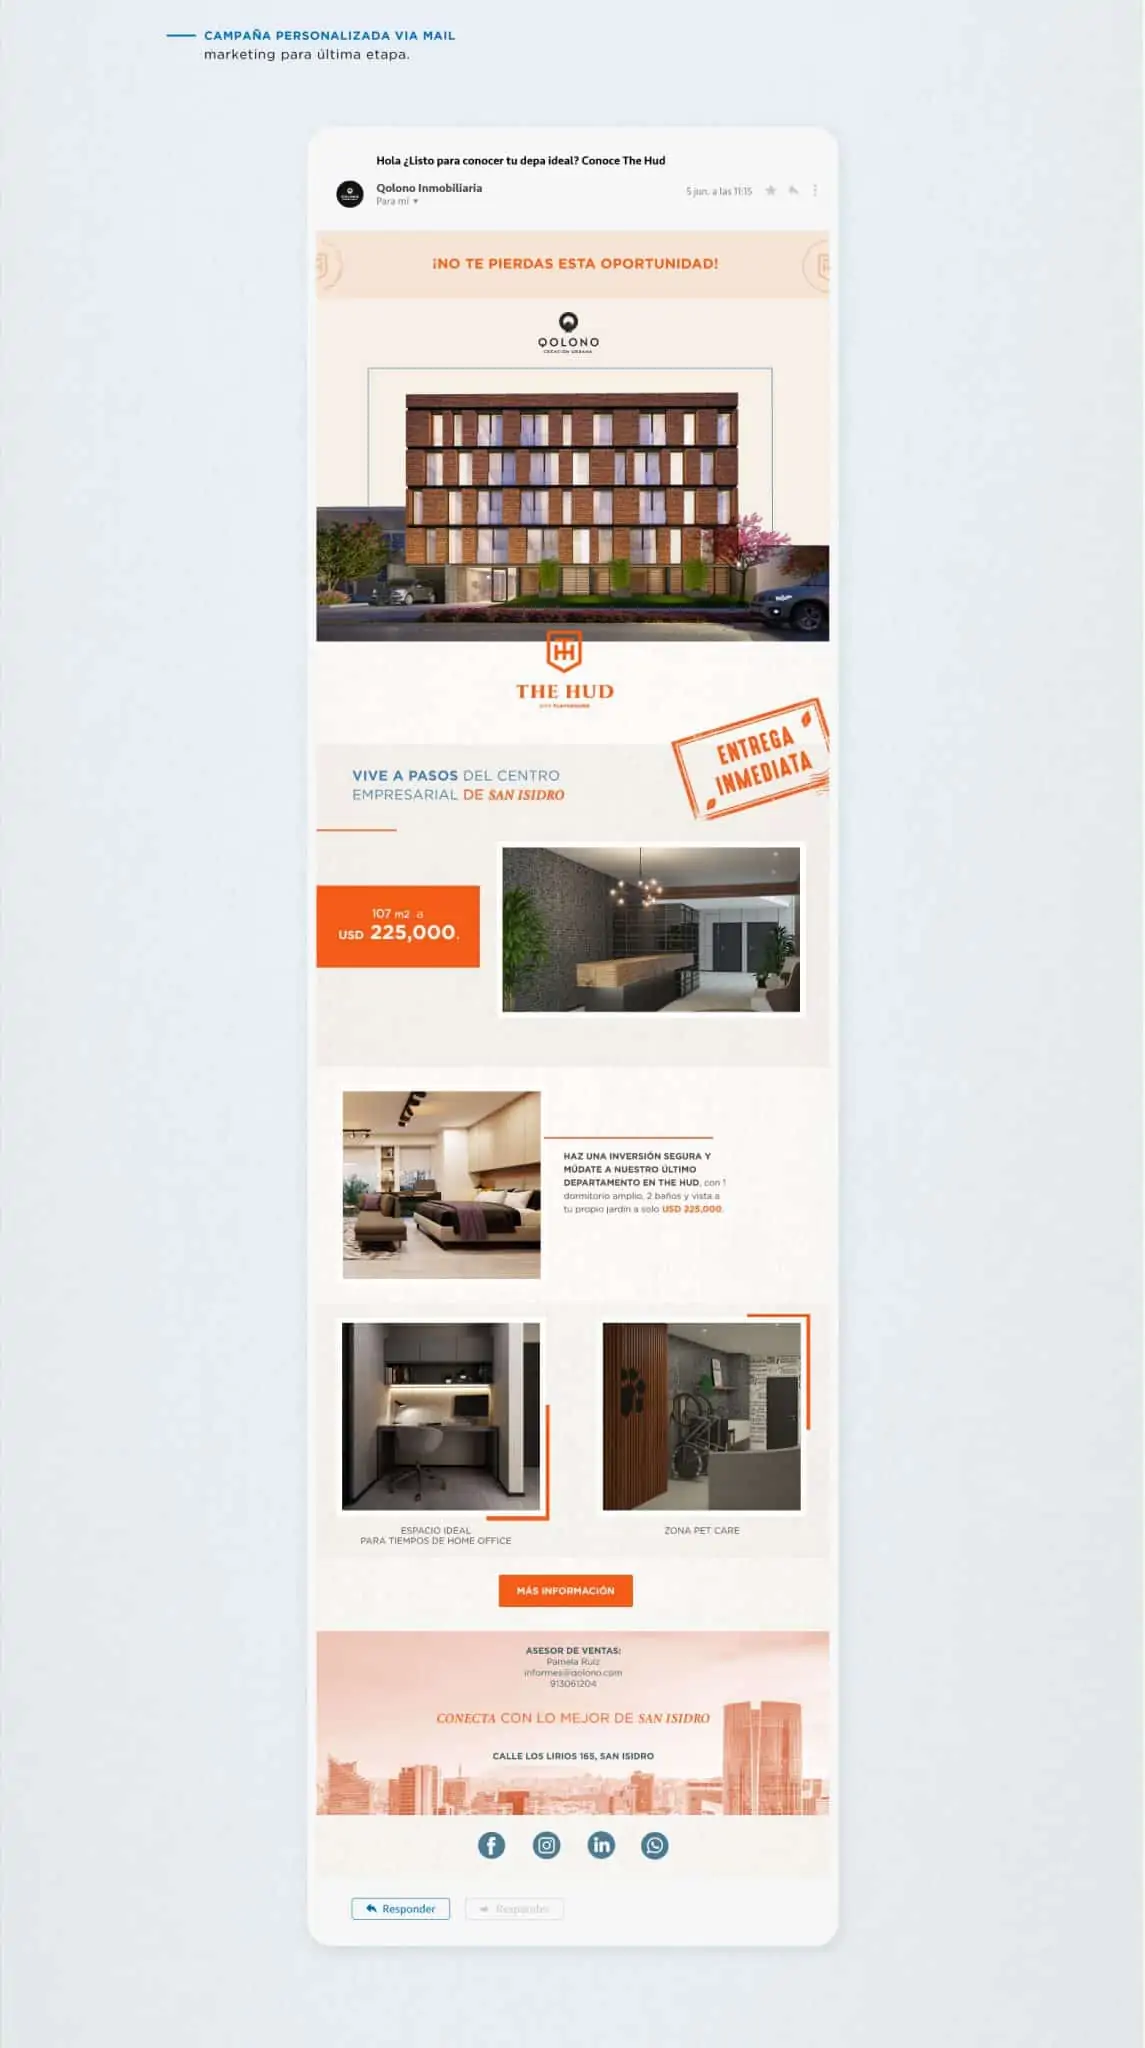 CAMPAÑA PERSONALIZADA VIA MAIL
marketing para última etapa.
Hola ¿Listo para conocer tu depa ideal? Conoce The Hud
Qolono Inmobiliaria
Para mí
5 jun. a las 11:15
¡NO TE PIERDAS ESTA OPORTUNIDAD!
QOLONO
CREACIÓN URBANA
THE HUD
ENTREGA
INMEDIATA
VIVE A PASOS DEL CENTRO
EMPRESARIAL DE SAN ISIDRO
107 m2 a
USD 225,000.
HAZ UNA INVERSIÓN SEGURA Y
MÚDATE A NUESTRO ÚLTIMO
DEPARTAMENTO EN THE HUD, con 1
dormitorio amplio, 2 baños y vista a
tu propio jardín a solo USD 225,000.
ESPACIO IDEAL
PARA TIEMPOS DE HOME OFFICE
ZONA PET CARE
MÁS INFORMACIÓN
ASESOR DE VENTAS:
Pamela Ruiz
informes@qolono.com
913061204
CONECTA CON LO MEJOR DE SAN ISIDRO
CALLE LOS LIRIOS 165, SAN ISIDRO
Responder
Responder